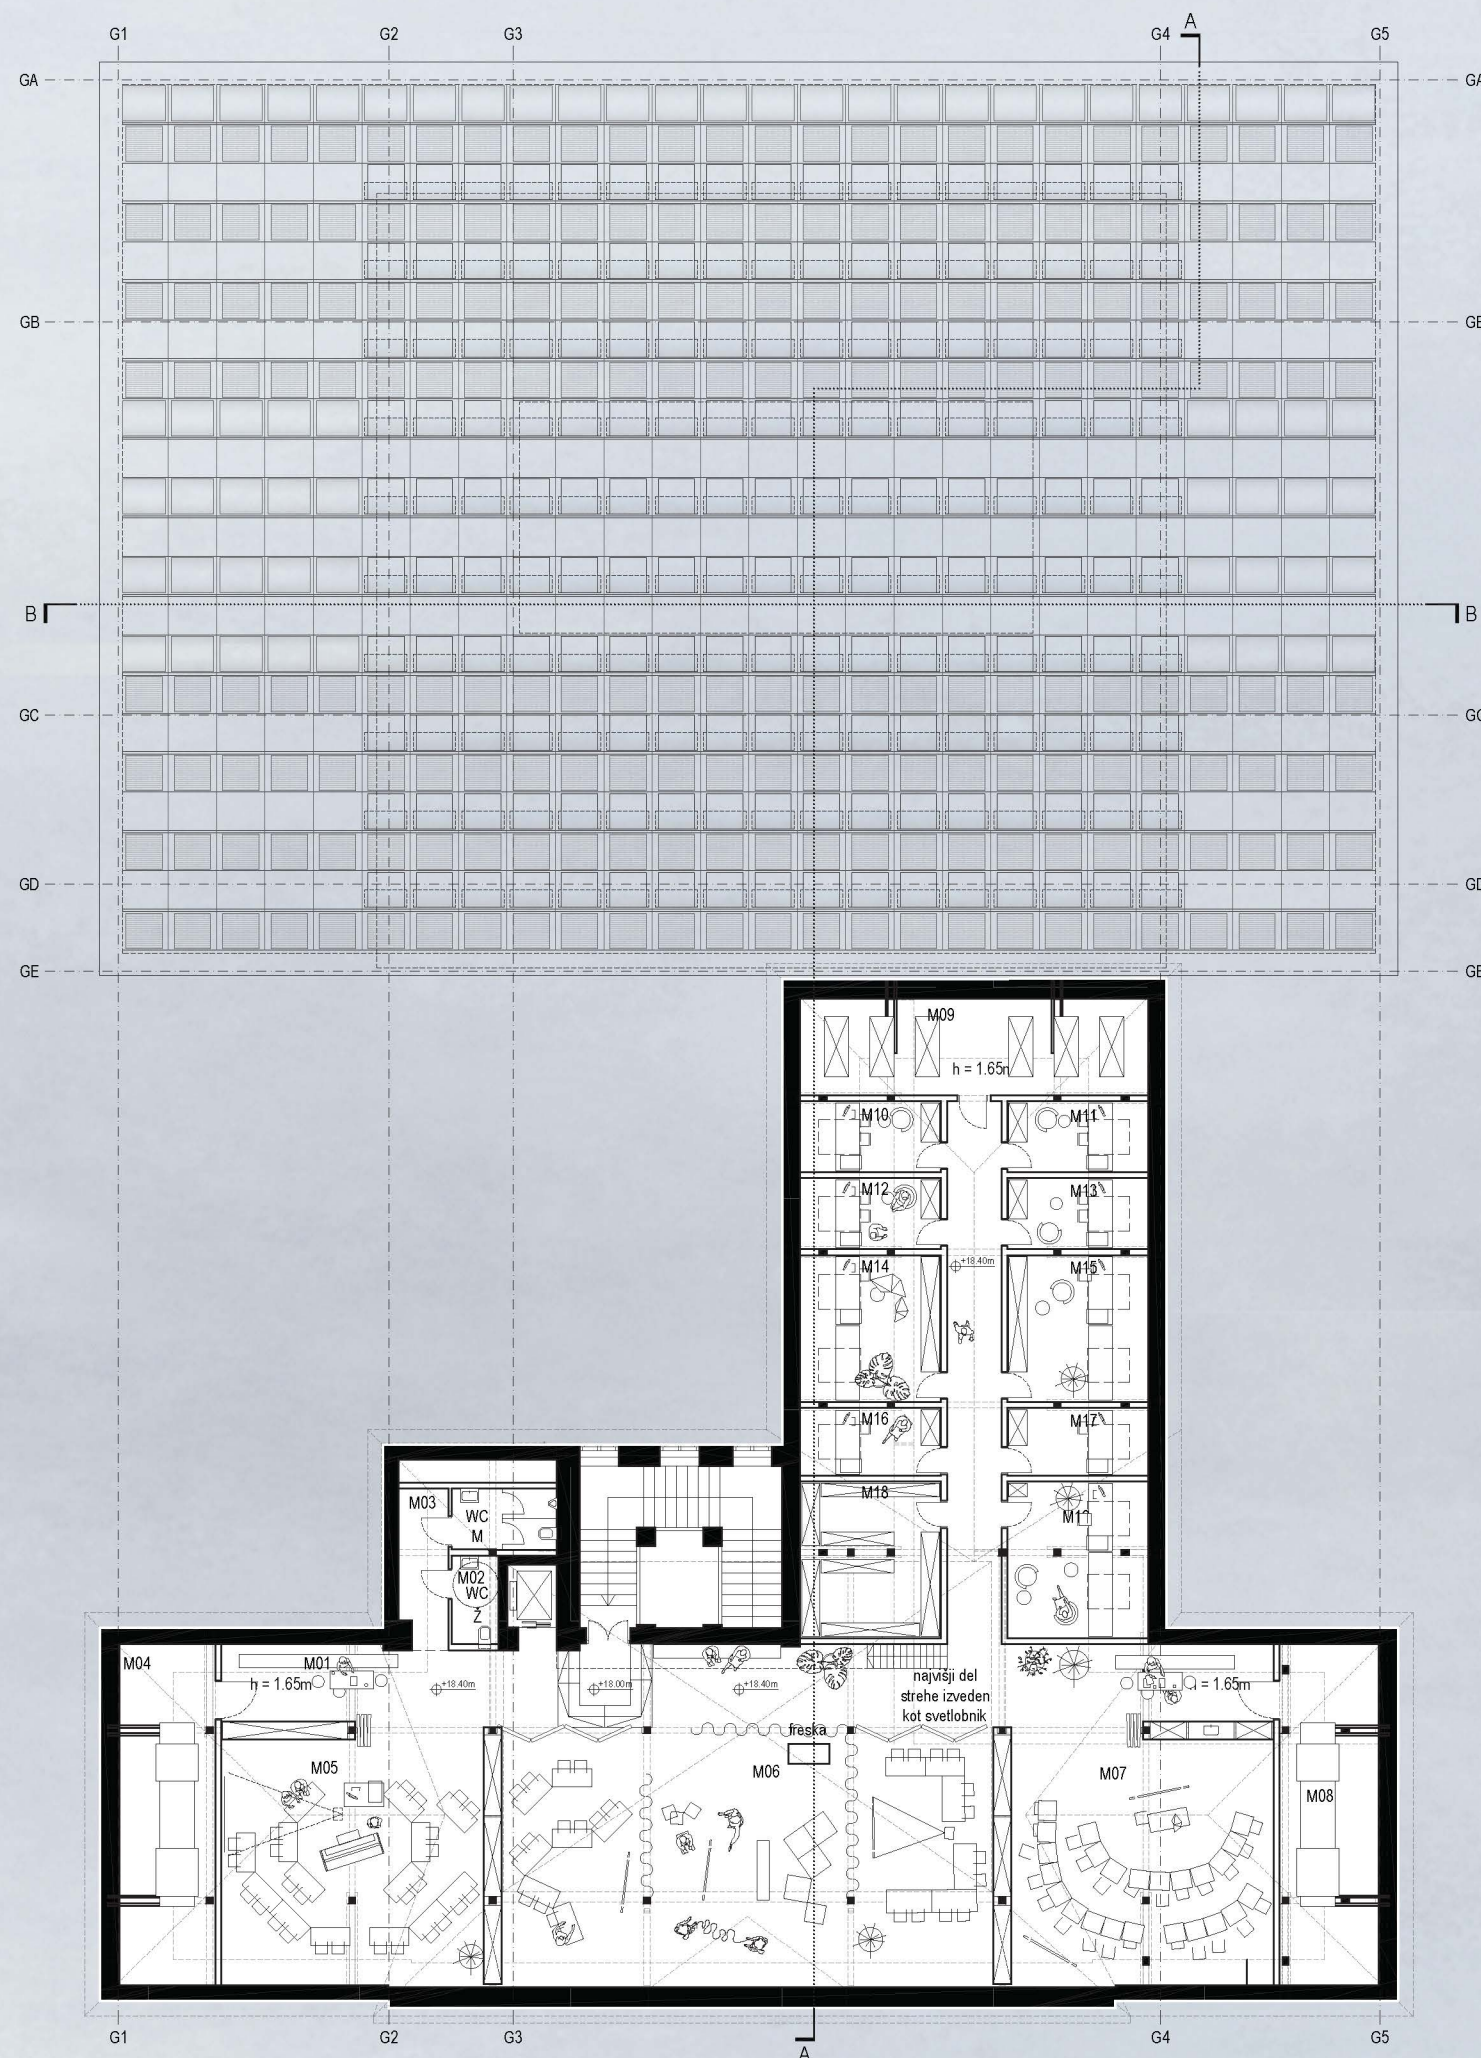 G1 G2 G3 G4 A G5
GA GA
GB GB
B B
GC GC
GD GD
GE GE
M09
h = 1.65m
M10 M11
M12 M13
+18.40m
M14 M15
M16 M17
M18
M03
WC
M
M02
WC
Ž
M04 M01
h = 1.65m
+18.40m +18.00m +18.40m
najvišji del
strehe izveden
kot svetlobnik
= 1.65m
freska
M05 M06 M07
M08
G1 G2 G3 A G4 G5